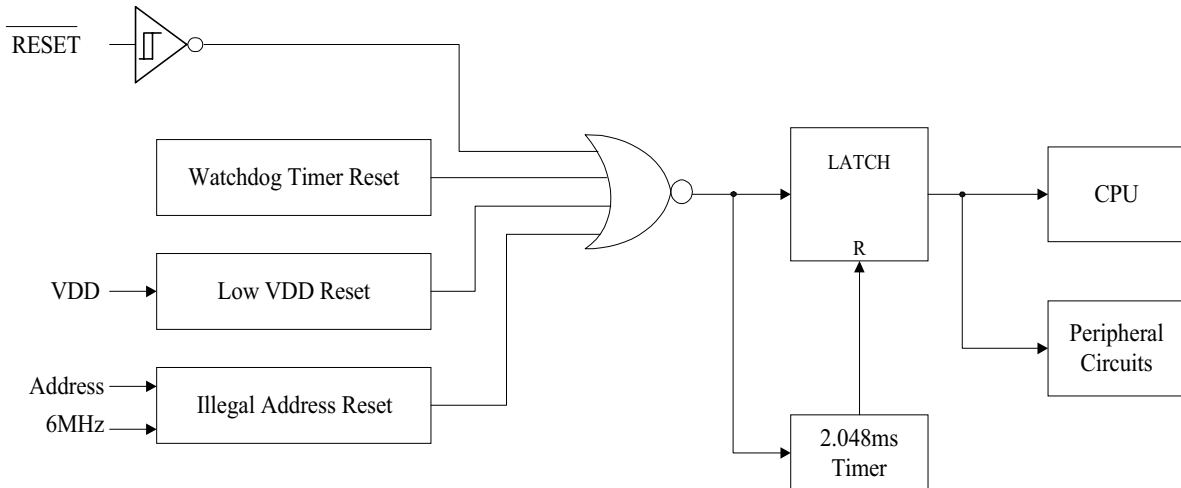 RESET
Watchdog Timer Reset
LATCH
CPU
R
VDD
Low VDD Reset
Peripheral
Circuits
Address
6MHz
Illegal Address Reset
2.048ms
Timer